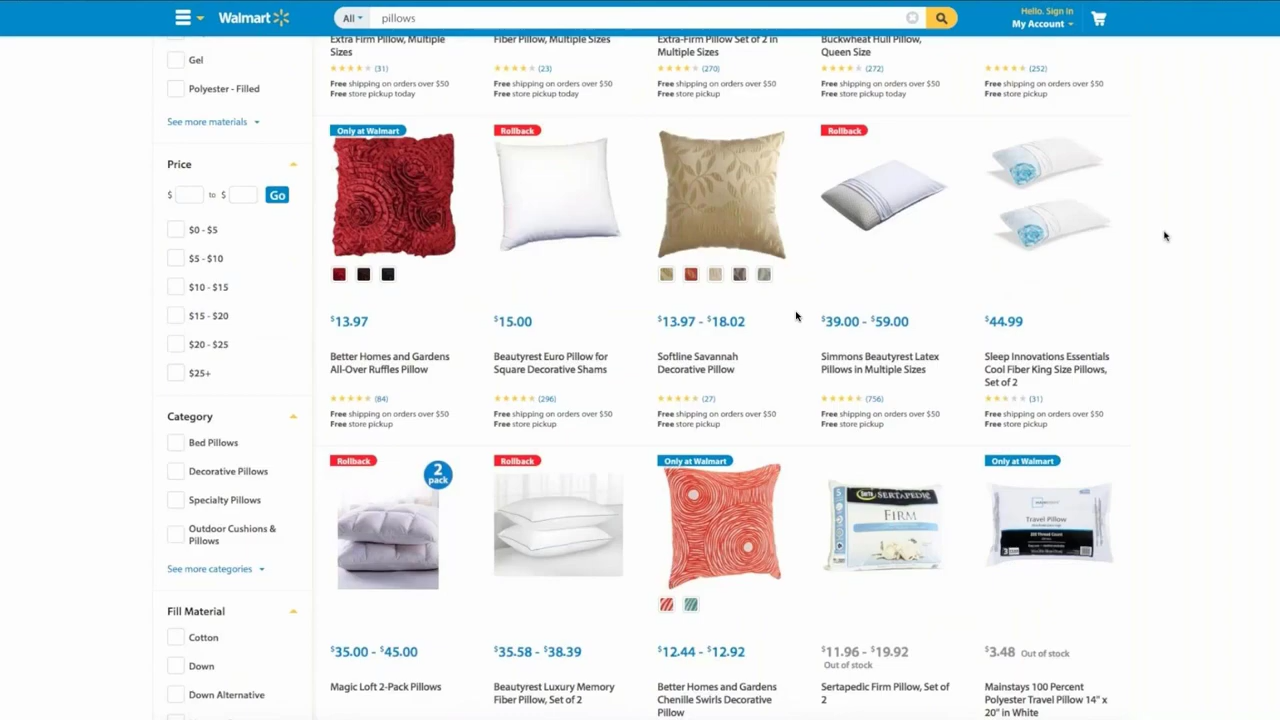 Walmart
All
pillows
Hello. Sign In
My Account
Gel
Polyester - Filled
See more materials
Price
$ to $ Go
$0 - $5
$5 - $10
$10 - $15
$15 - $20
$20 - $25
$25+
Category
Bed Pillows
Decorative Pillows
Specialty Pillows
Outdoor Cushions &
Pillows
See more categories
Fill Material
Cotton
Down
Down Alternative
Extra Firm Pillow, Multiple
Sizes
(31)
Free shipping on orders over $50
Free store pickup today
Fiber Pillow, Multiple Sizes
(23)
Free shipping on orders over $50
Free store pickup today
Extra-Firm Pillow Set of 2 in
Multiple Sizes
(270)
Free shipping on orders over $50
Free store pickup
Buckwheat Hull Pillow,
Queen Size
(272)
Free shipping on orders over $50
Free store pickup today
(252)
Free shipping on orders over $50
Free store pickup
Only at Walmart
$13.97
Better Homes and Gardens
All-Over Ruffles Pillow
(84)
Free shipping on orders over $50
Free store pickup
Rollback
$15.00
Beautyrest Euro Pillow for
Square Decorative Shams
(296)
Free shipping on orders over $50
Free store pickup
$13.97 - $18.02
Softline Savannah
Decorative Pillow
(27)
Free shipping on orders over $50
Free store pickup
Rollback
$39.00 - $59.00
Simmons Beautyrest Latex
Pillows in Multiple Sizes
(756)
Free shipping on orders over $50
Free store pickup
$44.99
Sleep Innovations Essentials
Cool Fiber King Size Pillows,
Set of 2
(31)
Free shipping on orders over $50
Free store pickup
Rollback
2
pack
$35.00 - $45.00
Magic Loft 2-Pack Pillows
Rollback
$35.58 - $38.39
Beautyrest Luxury Memory
Fiber Pillow, Set of 2
Only at Walmart
$12.44 - $12.92
Better Homes and Gardens
Chenille Swirls Decorative
Pillow
Serta SERTAPEDIC
FIRM
$11.96 - $19.92
Out of stock
Sertapedic Firm Pillow, Set of
2
Only at Walmart
Travel Pillow
$3.48 Out of stock
Mainstays 100 Percent
Polyester Travel Pillow 14" x
20" in White